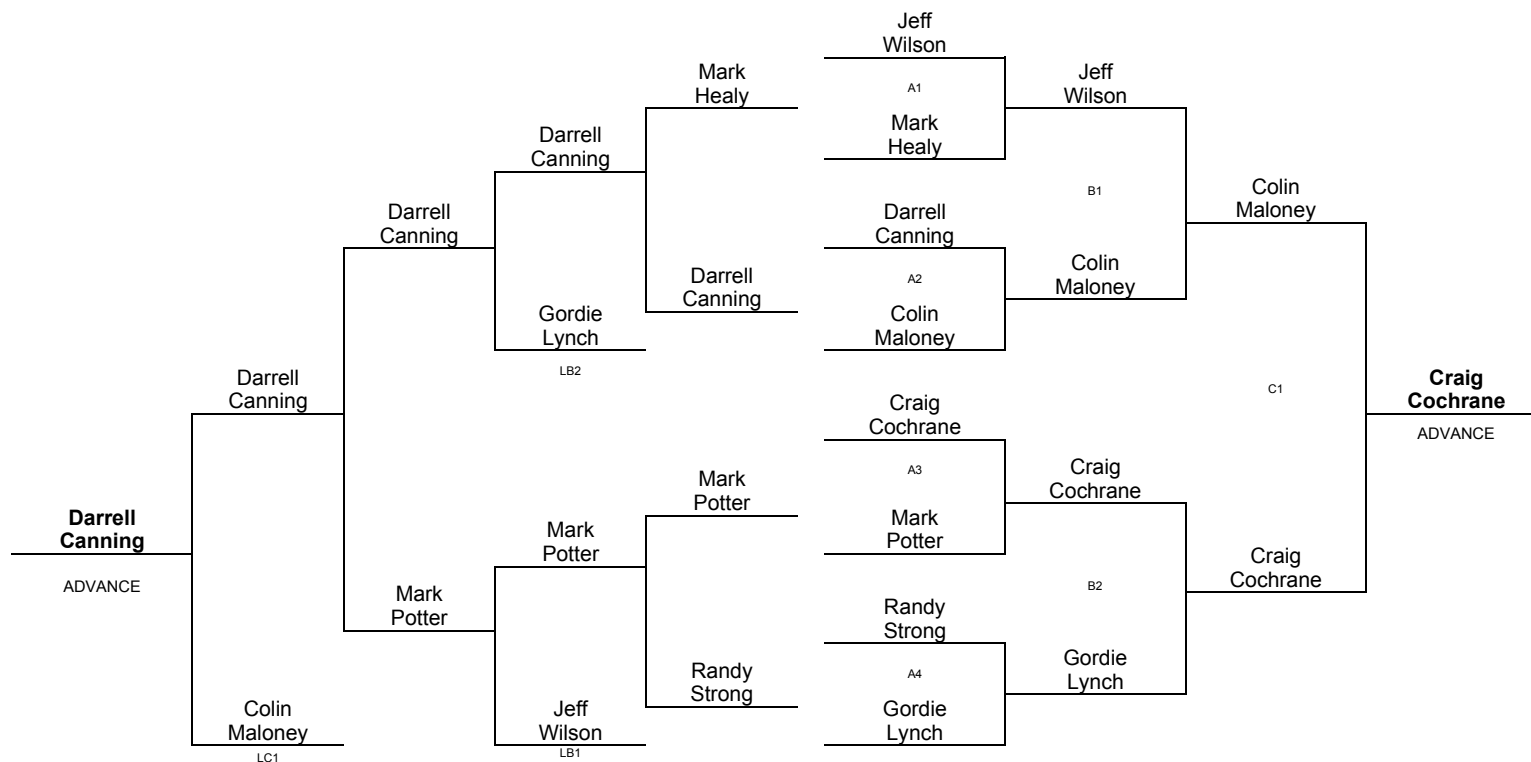 Jeff
Wilson
Mark
Healy
A1
Jeff
Wilson
Darrell
Canning
Mark
Healy
Darrell
Canning
B1
Colin
Maloney
Darrell
Canning
Darrell
Canning
A2
Colin
Maloney
Gordie
Lynch
Colin
Maloney
LB2
Darrell
Canning
C1
Craig
Cochrane
ADVANCE
Craig
Cochrane
A3
Craig
Cochrane
Mark
Potter
Darrell
Canning
ADVANCE
Mark
Potter
Mark
Potter
Craig
Cochrane
B2
Mark
Potter
Randy
Strong
Gordie
Lynch
Randy
Strong
A4
Colin
Maloney
LC1
Jeff
Wilson
LB1
Gordie
Lynch